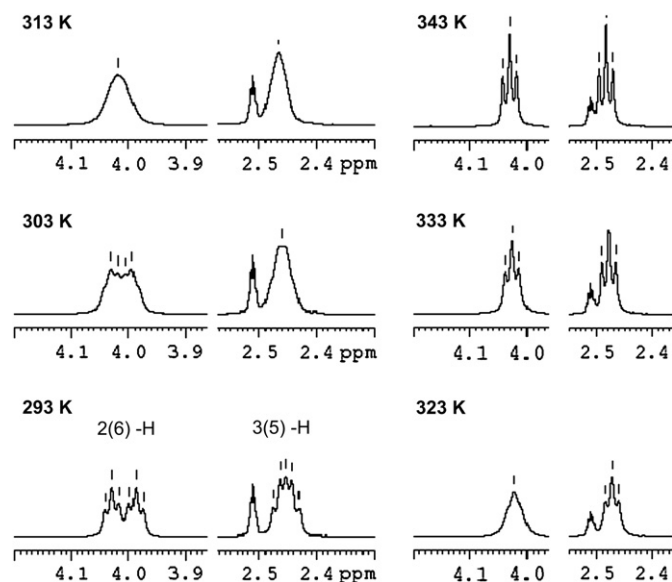 313 K
4.1 4.0 3.9 2.5 2.4 ppm
343 K
4.1 4.0 2.5 2.4
303 K
4.1 4.0 3.9 2.5 2.4 ppm
333 K
4.1 4.0 2.5 2.4
293 K
2(6) -H 3(5) -H
4.1 4.0 3.9 2.5 2.4 ppm
323 K
4.1 4.0 2.5 2.4